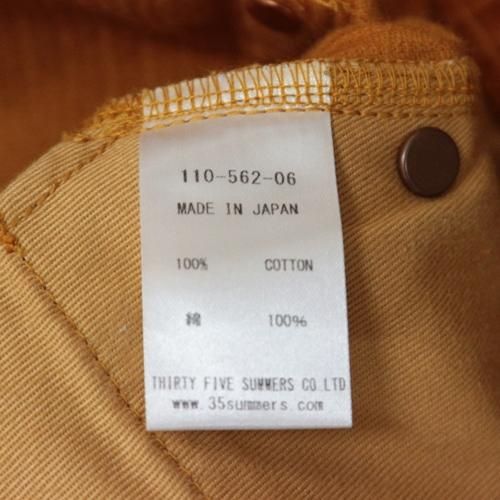 110-562-06
MADE IN JAPAN
100% COTTON
綿 100%
THIRTY FIVE SUMMERS CO.LTD
www.35summers.com